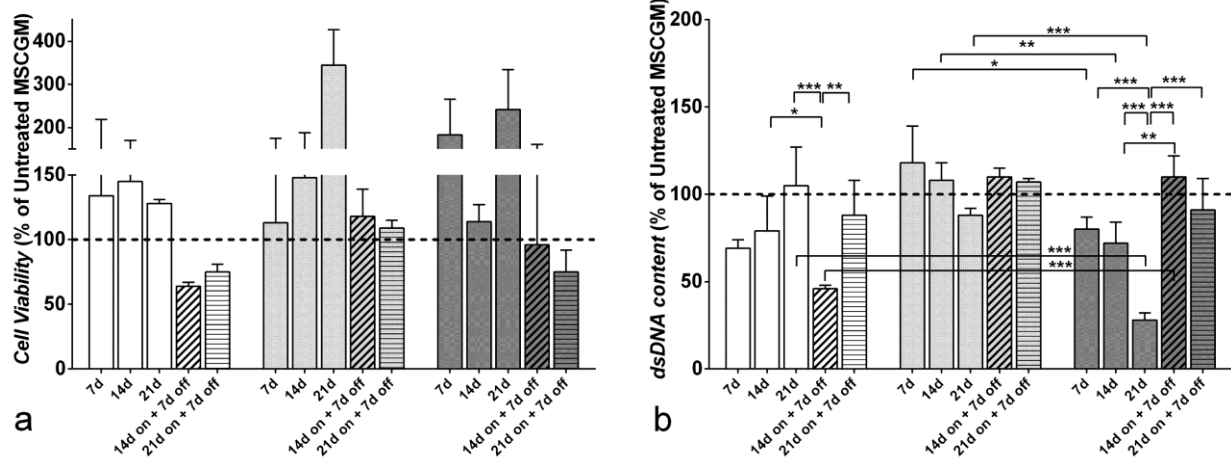 Cell Viability (% of Untreated MSCGM)
400
300
200
150
100
50
0
7d
14d
21d
14d on + 7d off
21d on + 7d off
7d
14d
21d
14d on + 7d off
21d on + 7d off
7d
14d
21d
14d on + 7d off
21d on + 7d off
a
dsDNA content (% of Untreated MSCGM)
200
150
100
50
0
***
**
*
*** **
*
*** ***
*** ***
**
***
***
7d
14d
21d
14d on + 7d off
21d on + 7d off
7d
14d
21d
14d on + 7d off
21d on + 7d off
7d
14d
21d
14d on + 7d off
21d on + 7d off
b